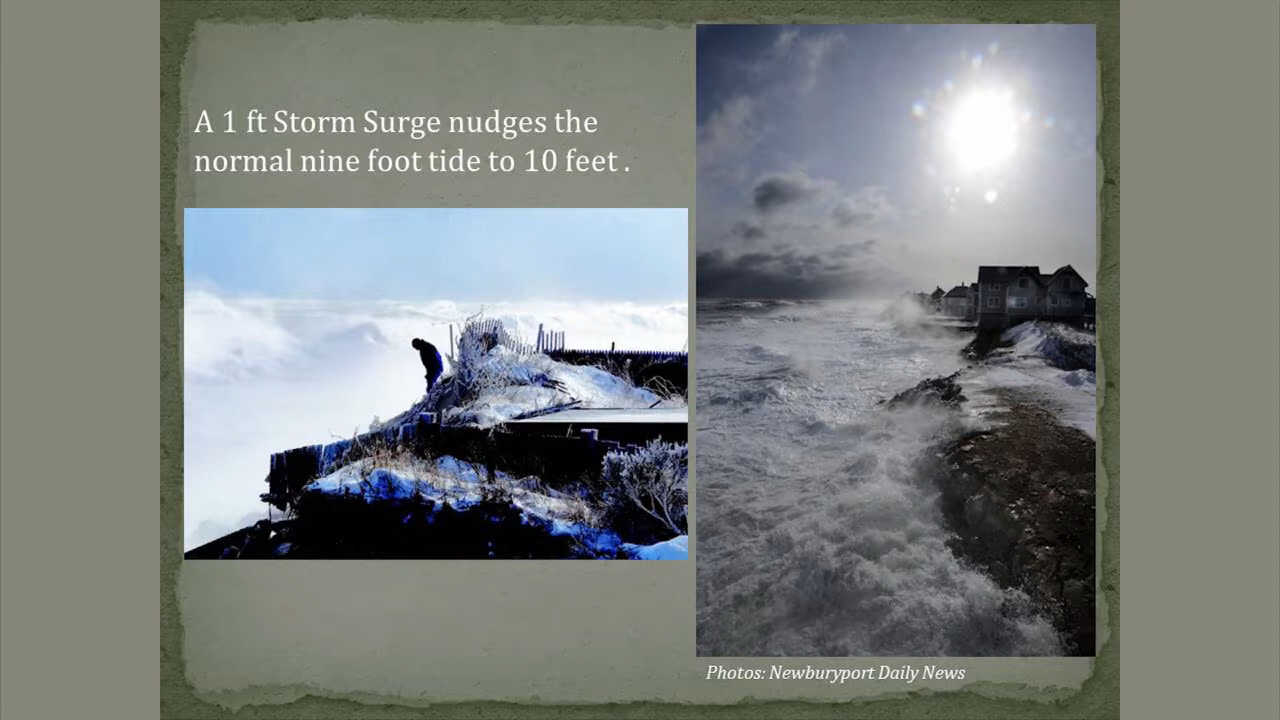 A 1 ft Storm Surge nudges the
normal nine foot tide to 10 feet .
Photos: Newburyport Daily News